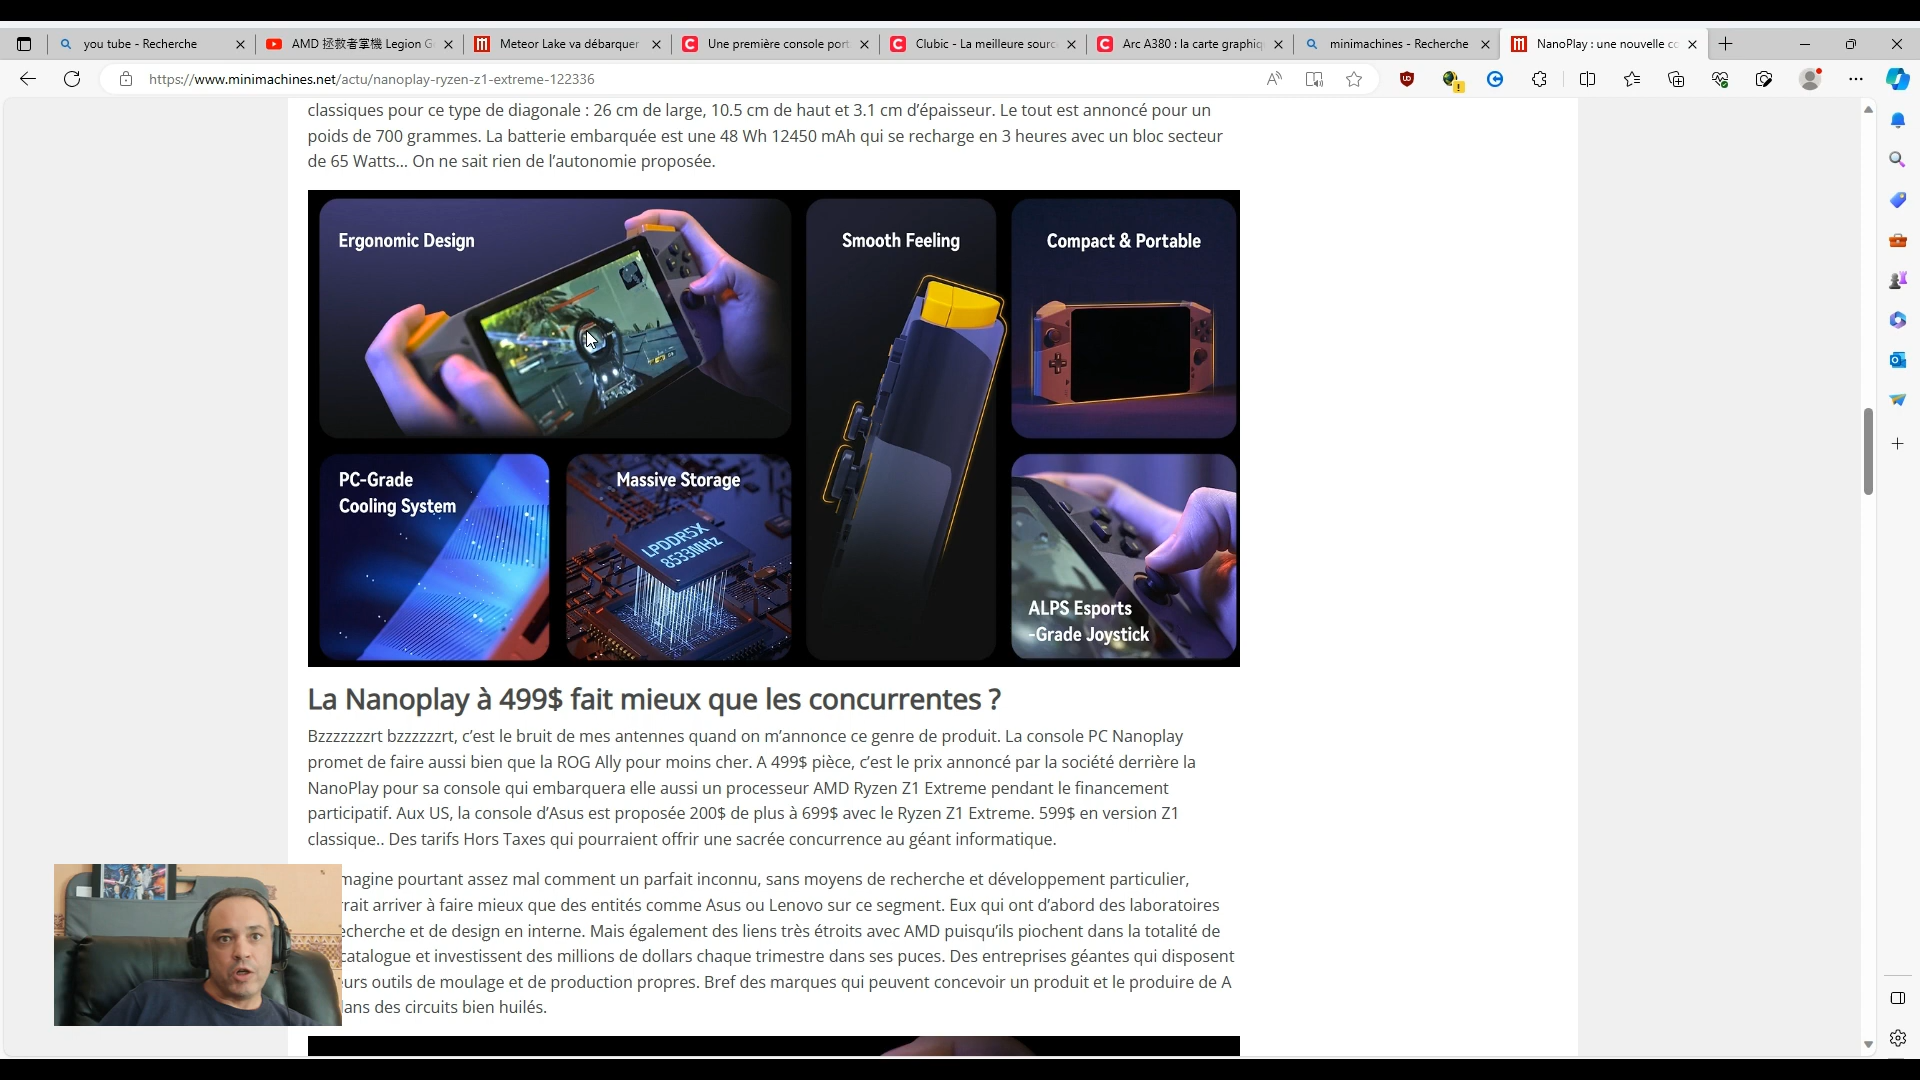 you tube - Recherche
AMD 拯救者掌機 Legion G
Meteor Lake va débarquer
Une première console port
Clubic - La meilleure sourc
Arc A380 : la carte graphiq
minimachines - Recherche
NanoPlay : une nouvelle co
https://www.minimachines.net/actu/nanoplay-ryzen-z1-extreme-122336
classiques pour ce type de diagonale : 26 cm de large, 10.5 cm de haut et 3.1 cm d'épaisseur. Le tout est annoncé pour un
poids de 700 grammes. La batterie embarquée est une 48 Wh 12450 mAh qui se recharge en 3 heures avec un bloc secteur
de 65 Watts… On ne sait rien de l'autonomie proposée.
Ergonomic Design
Smooth Feeling
Compact & Portable
PC-Grade
Cooling System
Massive Storage
LPDDR5X
8533MHz
ALPS Esports
-Grade Joystick
La Nanoplay à 499$ fait mieux que les concurrentes ?
Bzzzzzzrt bzzzzzzrt, c'est le bruit de mes antennes quand on m'annonce ce genre de produit. La console PC Nanoplay
promet de faire aussi bien que la ROG Ally pour moins cher. A 499$ pièce, c'est le prix annoncé par la société derrière la
NanoPlay pour sa console qui embarquera elle aussi un processeur AMD Ryzen Z1 Extreme pendant le financement
participatif. Aux US, la console d'Asus est proposée 200$ de plus à 699$ avec le Ryzen Z1 Extreme. 599$ en version Z1
classique.. Des tarifs Hors Taxes qui pourraient offrir une sacrée concurrence au géant informatique.
magine pourtant assez mal comment un parfait inconnu, sans moyens de recherche et développement particulier,
rrait arriver à faire mieux que des entités comme Asus ou Lenovo sur ce segment. Eux qui ont d'abord des laboratoires
echerche et de design en interne. Mais également des liens très étroits avec AMD puisqu'ils piochent dans la totalité de
catalogue et investissent des millions de dollars chaque trimestre dans ses puces. Des entreprises géantes qui disposent
eurs outils de moulage et de production propres. Bref des marques qui peuvent concevoir un produit et le produire de A
ans des circuits bien huilés.